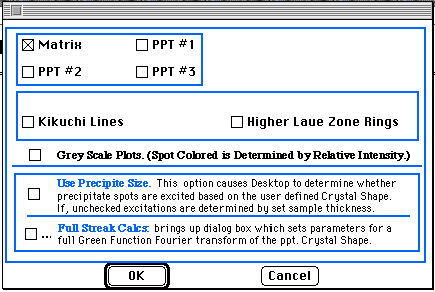 Matrix PPT #1
PPT #2 PPT #3
Kikuchi Lines Higher Laue Zone Rings
Grey Scale Plots. (Spot Colored is Determined by Relative Intensity.)
Use Precipite Size. This option causes Desktop to determine whether
precipitate spots are excited based on the user defined Crystal Shape.
If, unchecked excitations are determined by set sample thickness.
... Full Streak Calcs: brings up dialog box which sets parameters for a
full Green Function Fourier transform of the ppt. Crystal Shape.
OK Cancel